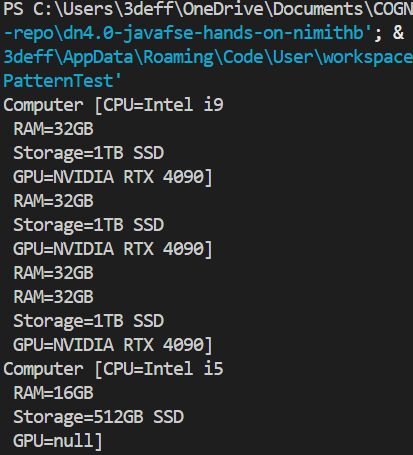 PS C:\Users\3deff\OneDrive\Documents\COGN
-repo\dn4.0-javafse-hands-on-nimithb'; &
3deff\AppData\Roaming\Code\User\workspace
PatternTest'
Computer [CPU=Intel i9
RAM=32GB
Storage=1TB SSD
GPU=NVIDIA RTX 4090]
RAM=32GB
Storage=1TB SSD
GPU=NVIDIA RTX 4090]
RAM=32GB
RAM=32GB
Storage=1TB SSD
GPU=NVIDIA RTX 4090]
Computer [CPU=Intel i5
RAM=16GB
Storage=512GB SSD
GPU=null]